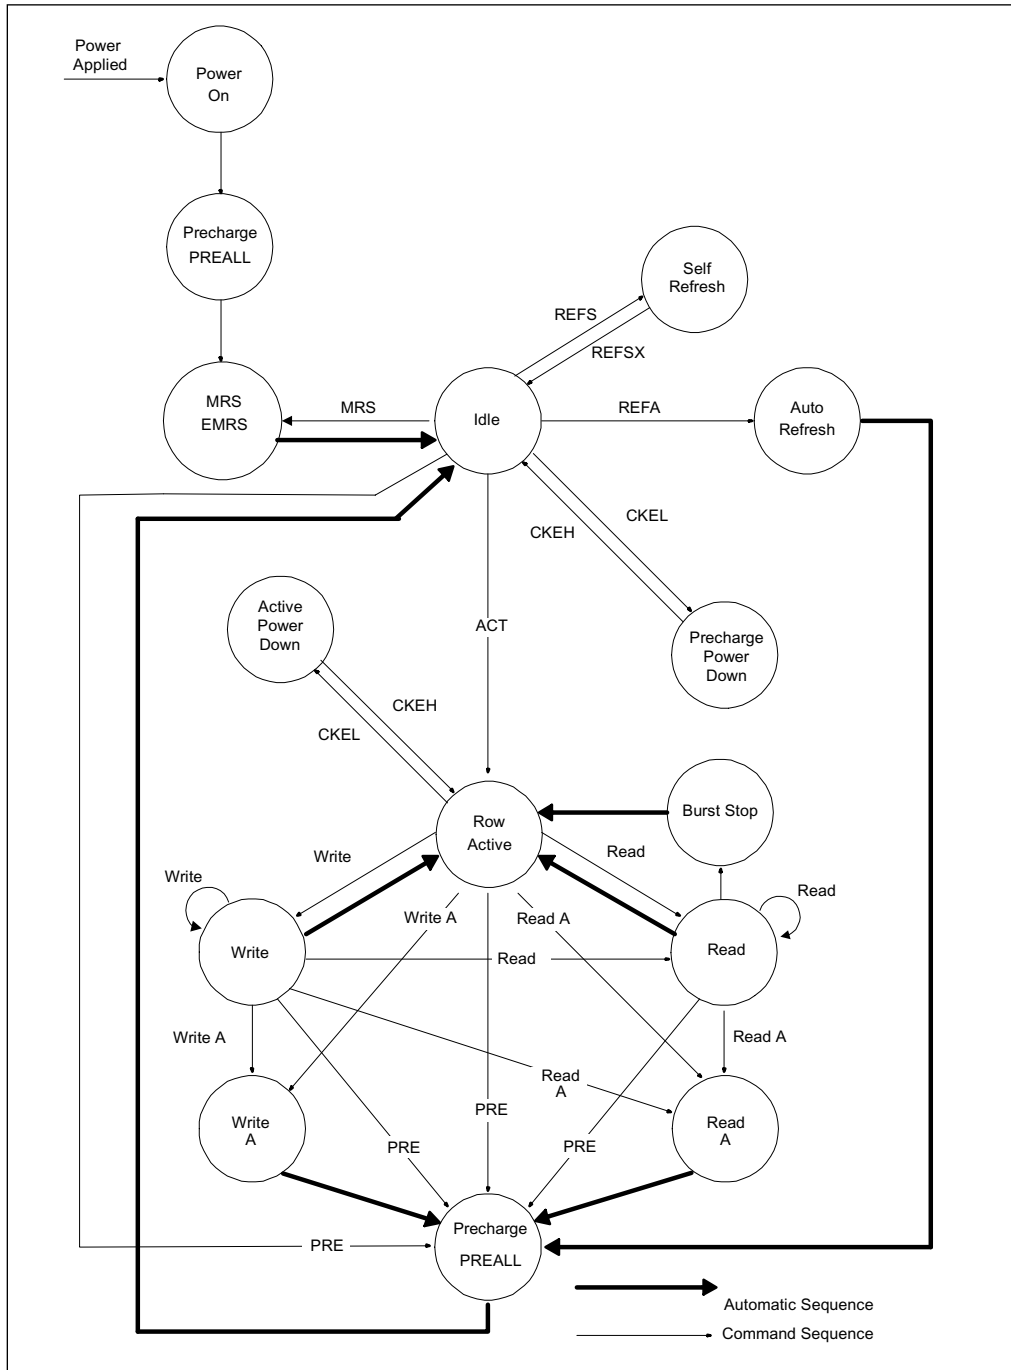 Power
Applied
Power
On
Precharge
PREALL
Self
Refresh
REFS
REFSX
MRS
EMRS
MRS
Idle
REFA
Auto
Refresh
CKEL
CKEH
Active
Power
Down
ACT
Precharge
Power
Down
CKEH
CKEL
Burst Stop
Row
Active
Write
Read
Write
Read
Write A
Read A
Write
Read
Read
Write A
Read A
Read
A
Write
A
PRE
Read
A
PRE
PRE
Precharge
PREALL
PRE
Automatic Sequence
Command Sequence